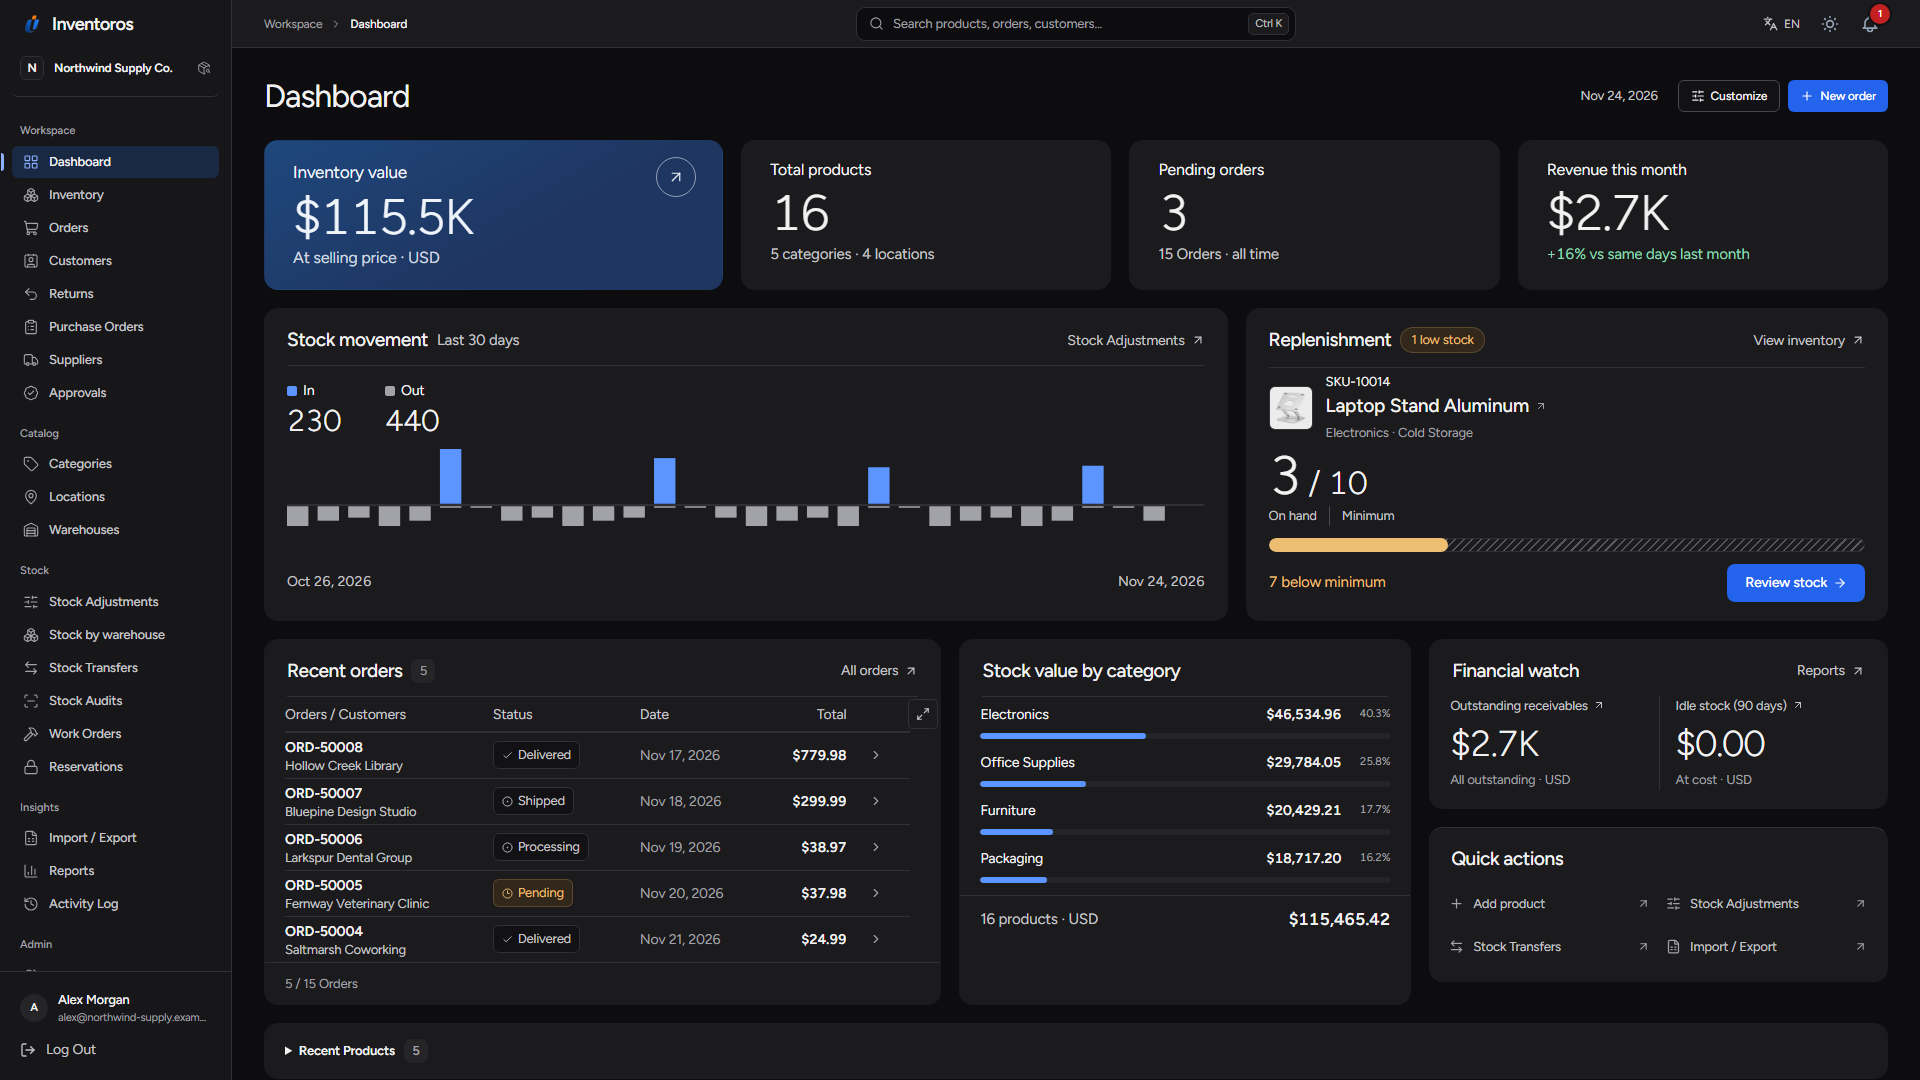 Inventoros
N Northwind Supply Co.
Workspace
Dashboard
Inventory
Orders
Customers
Returns
Purchase Orders
Suppliers
Approvals
Catalog
Categories
Locations
Warehouses
Stock
Stock Adjustments
Stock by warehouse
Stock Transfers
Stock Audits
Work Orders
Reservations
Insights
Import / Export
Reports
Activity Log
Admin
A
Alex Morgan
alex@northwind-supply.exam...
Log Out
Workspace Dashboard
Search products, orders, customers... Ctrl K
EN
1
Dashboard
Nov 24, 2026
Customize
New order
Inventory value
$115.5K
At selling price · USD
Total products
16
5 categories · 4 locations
Pending orders
3
15 Orders · all time
Revenue this month
$2.7K
+16% vs same days last month
Stock movement Last 30 days
Stock Adjustments
In Out
230 440
Oct 26, 2026 Nov 24, 2026
Replenishment 1 low stock
View inventory
SKU-10014
Laptop Stand Aluminum
Electronics · Cold Storage
3 / 10
On hand Minimum
7 below minimum
Review stock
Recent orders 5
All orders
Orders / Customers Status Date Total
ORD-50008
Hollow Creek Library
Delivered Nov 17, 2026 $779.98
ORD-50007
Bluepine Design Studio
Shipped Nov 18, 2026 $299.99
ORD-50006
Larkspur Dental Group
Processing Nov 19, 2026 $38.97
ORD-50005
Fernway Veterinary Clinic
Pending Nov 20, 2026 $37.98
ORD-50004
Saltmarsh Coworking
Delivered Nov 21, 2026 $24.99
5 / 15 Orders
Stock value by category
Electronics $46,534.96 40.3%
Office Supplies $29,784.05 25.8%
Furniture $20,429.21 17.7%
Packaging $18,717.20 16.2%
16 products · USD $115,465.42
Financial watch
Reports
Outstanding receivables
$2.7K
All outstanding · USD
Idle stock (90 days)
$0.00
At cost · USD
Quick actions
Add product
Stock Adjustments
Stock Transfers
Import / Export
Recent Products 5